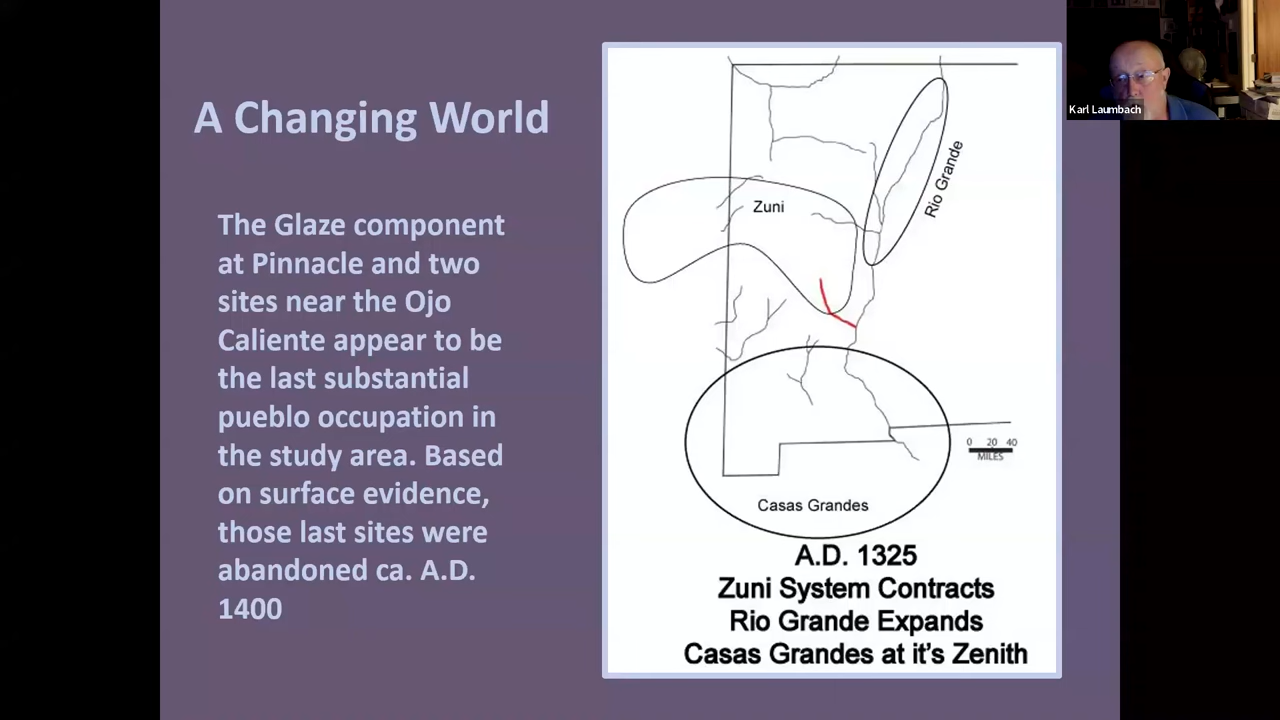 A Changing World
The Glaze component
at Pinnacle and two
sites near the Ojo
Caliente appear to be
the last substantial
pueblo occupation in
the study area. Based
on surface evidence,
those last sites were
abandoned ca. A.D.
1400
Zuni
Rio Grande
0 20 40
MILES
Casas Grandes
A.D. 1325
Zuni System Contracts
Rio Grande Expands
Casas Grandes at it's Zenith
Karl Laumbach